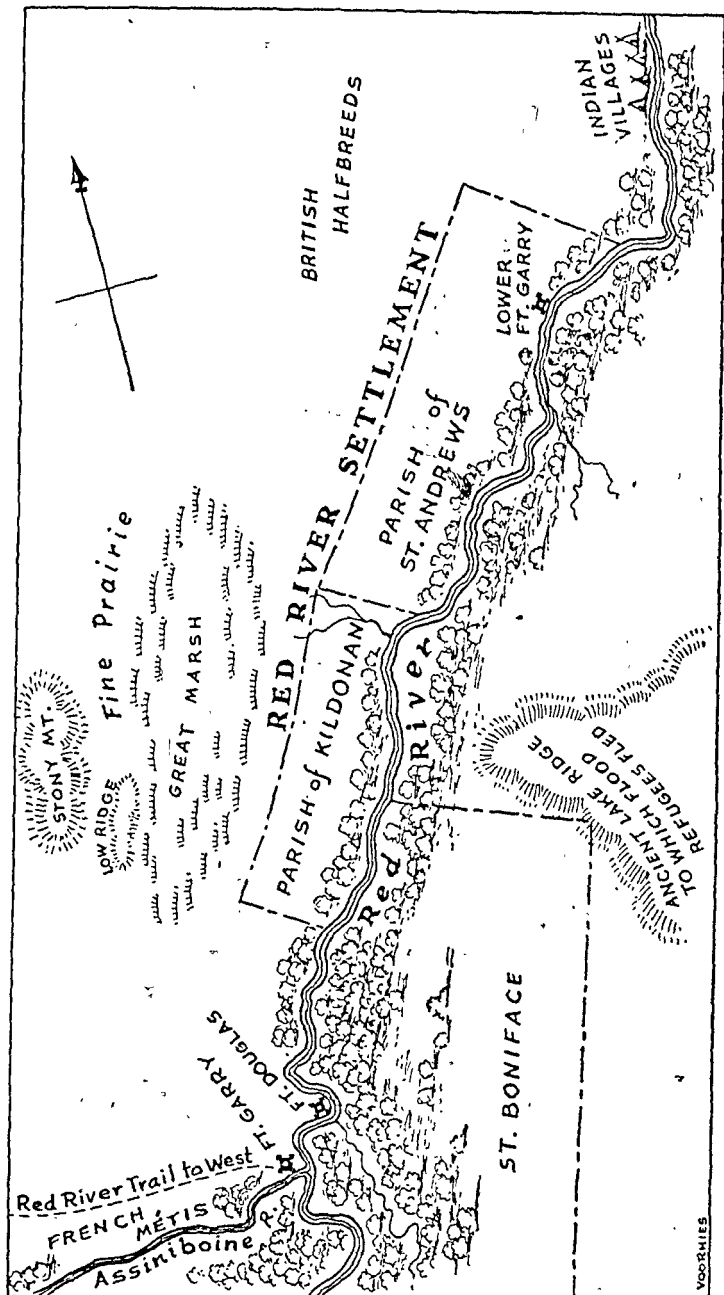 INDIAN
VILLAGES
BRITISH
HALFBREEDS
LOWER
FT. GARRY
RED RIVER SETTLEMENT
PARISH of
ST. ANDREWS
Fine Prairie
STONY MT.
LOW RIDGE
GREAT MARSH
PARISH of KILDONAN
Red River
ANCIENT LAKE RIDGE
TO WHICH FLOOD
REFUGEES FLED
ST. BONIFACE
FT. DOUGLAS
FT. GARRY
Red River Trail to West
FRENCH
MÉTIS
Assiniboine R.
VOORHIES